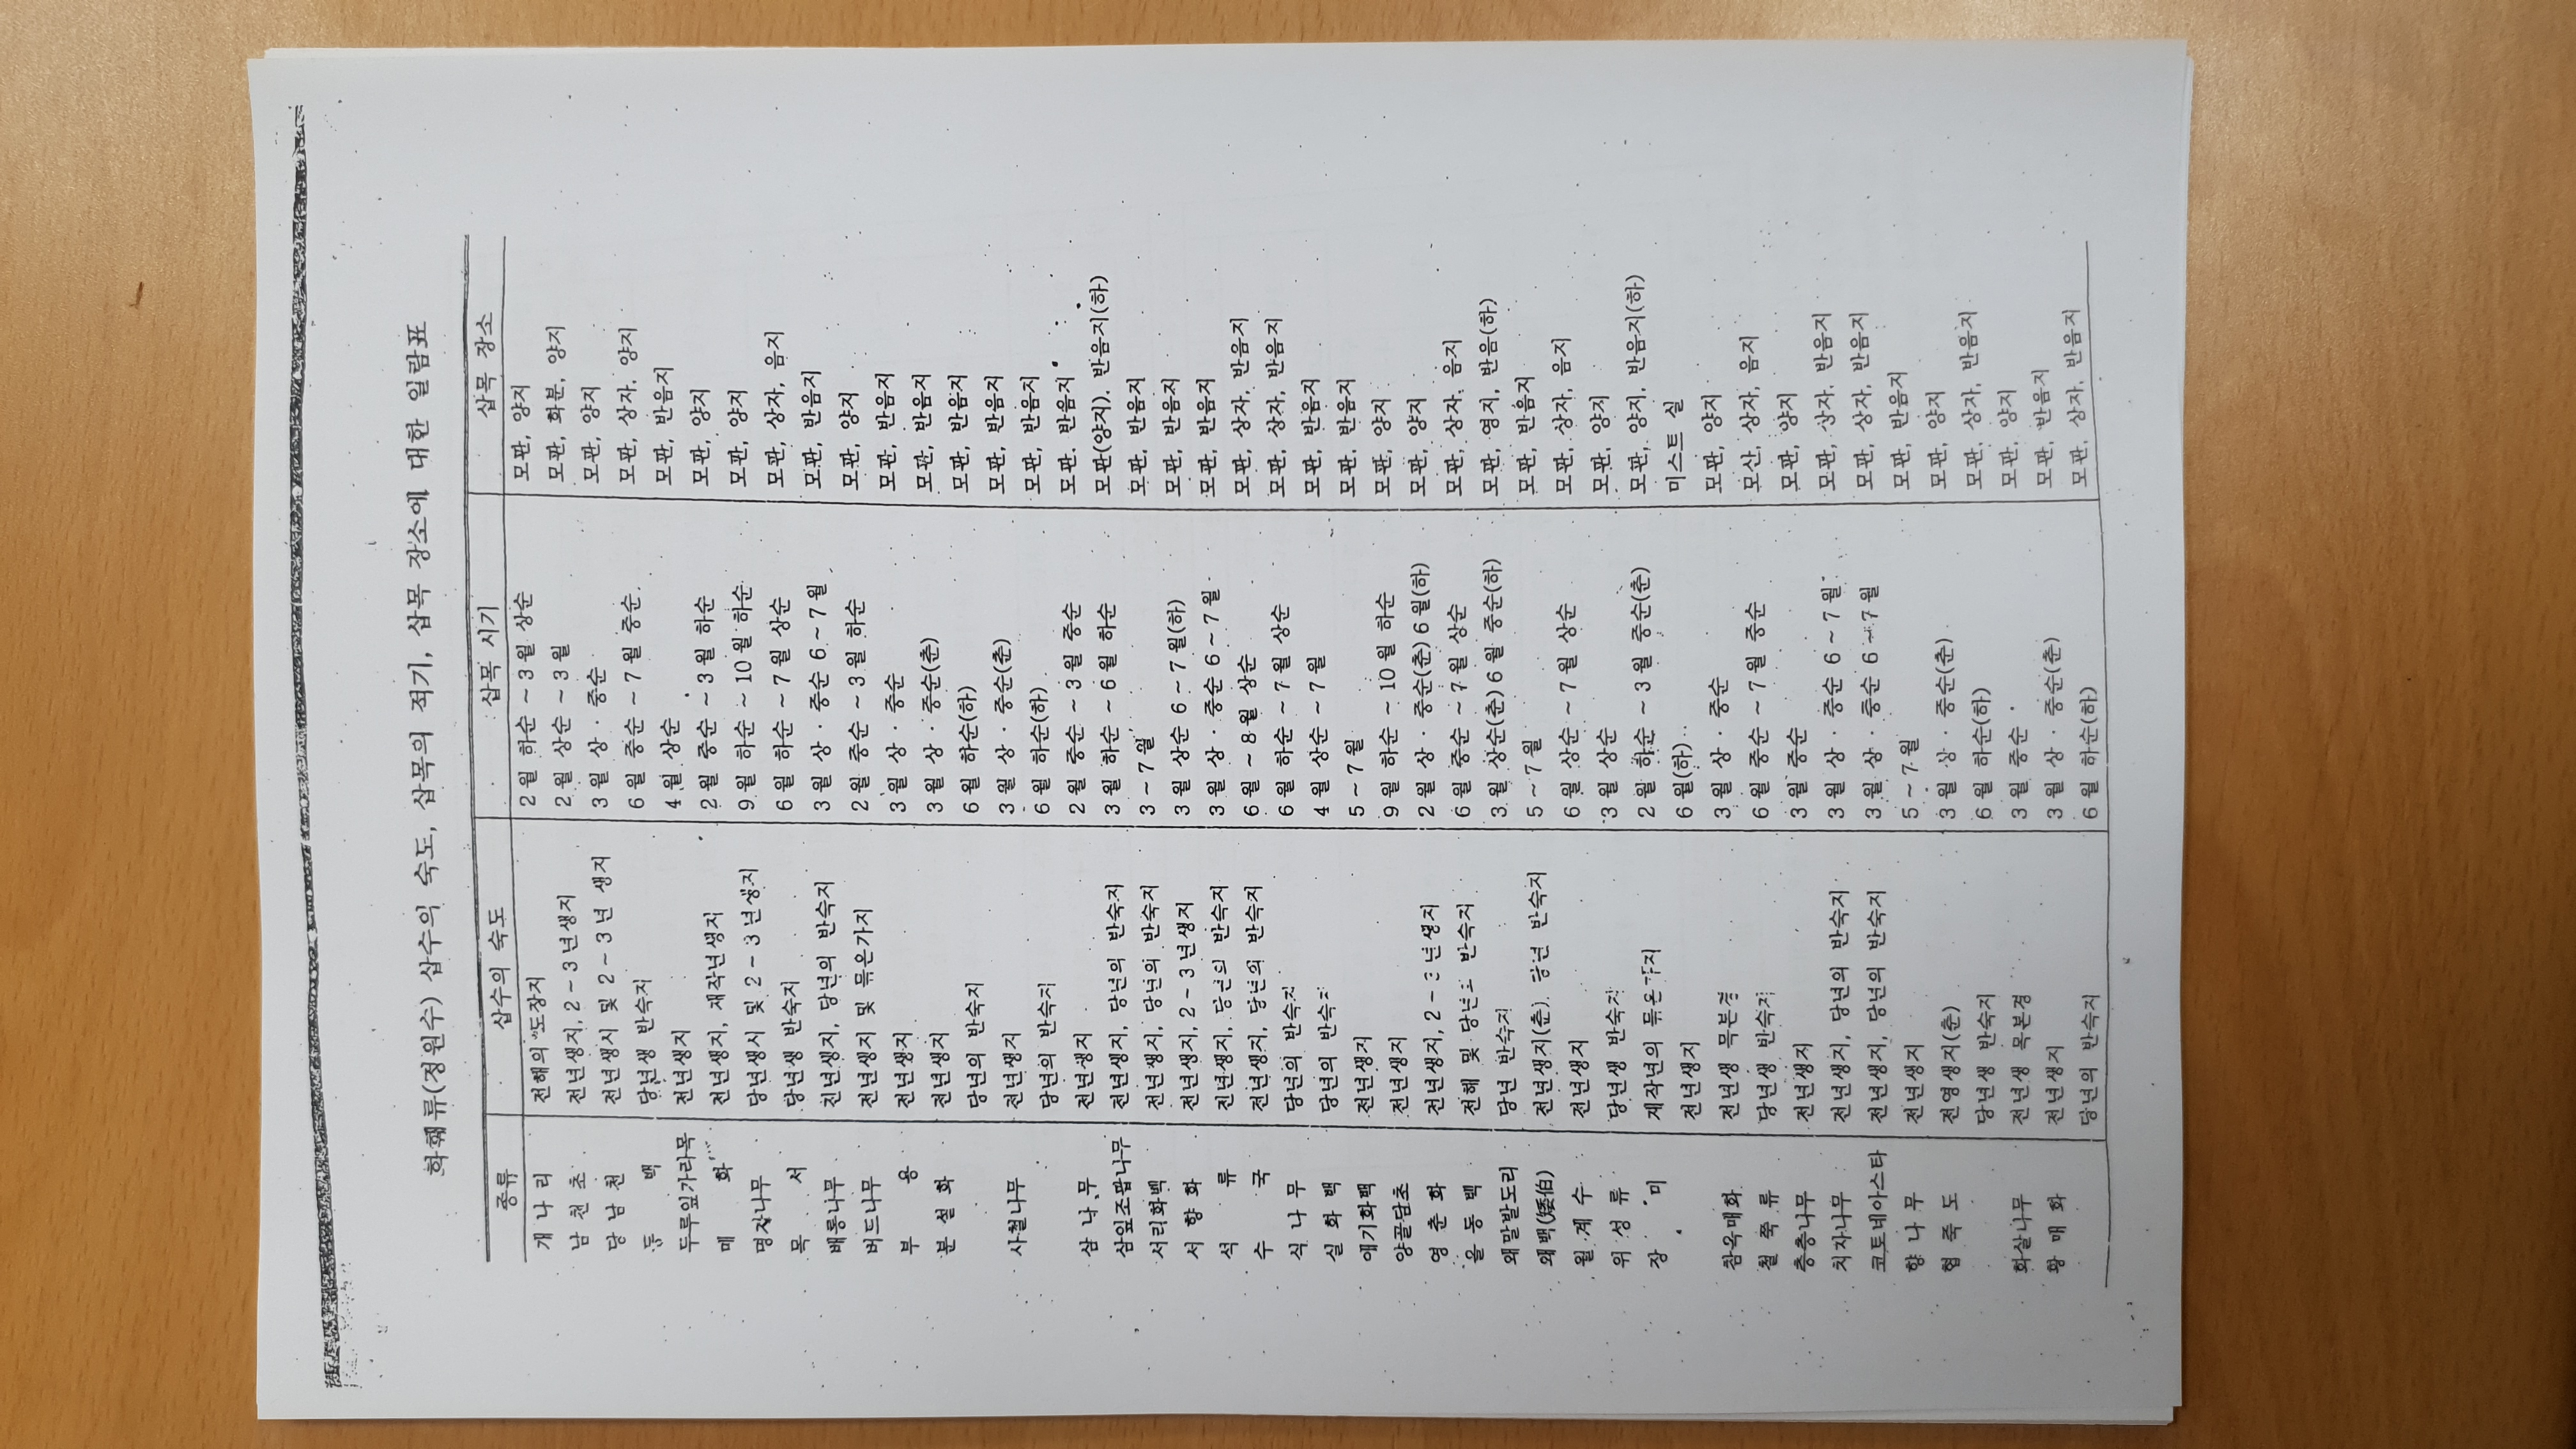 화훼류(정원수) 삽수의 숙도, 삽목의 적기, 삽목 장소에 대한 일람표
종류 삽수의 숙도 삽목 시기 삽목 장소
개 나 리 전해의 도장지 2월 하순 ~ 3월 상순 모판, 양지
남 천 초 전년생지, 2 ~ 3년생지 2월 상순 ~ 3월 모판, 화분, 양지
당 남 천 전년생시 및 2 ~ 3년 생지 3월 상 · 중순 모판, 양지
동 백 당년생 반숙지 6월 중순 ~ 7월 중순 모판, 상자. 양지
두루잎가라목 전년생지 4월 상순 모판, 반음지
매 화 전년생지, 재작년생지 2월 중순 ~ 3월 하순 모판, 양지
명자나무 당년생시 및 2 ~ 3년생지 9월 하순 ~ 10월 하순 모판, 양지
목 서 당년생 반숙지 6월 하순 ~ 7월 상순 모판, 상자, 음지
배롱나무 전년생지, 당년의 반숙지 3월 상 · 중순 6 ~ 7월 모판, 반음지
버드나무 전년생지 및 묵은가지 2월 중순 ~ 3월 하순 모판, 양지
부 용 전년생지 3월 상 · 중순 모판, 반음지
분 설 화 전년생지 3월 상 · 중순(춘) 모판, 반음지
당년의 반숙지 6월 하순(하) 모판, 반음지
사철나무 전년생지 3월 상 · 중순(춘) 모판, 반음지
당년의 반숙지 6월 하순(하) 모판, 반음지
삼 나 무 전년생지 2월 중순 ~ 3월 중순 모판. 반음지
삼잎조팝나무 전년생지, 당년의 반숙지 3월 하순 ~ 6월 하순 모판(양지). 반음지(하)
서리화백 전년생지, 당년의 반숙지 3 ~ 7월 모판, 반음지
서 향 화 전년생지, 2 ~ 3년생지 3월 상순 6 ~ 7월(하) 모판, 반음지
석 류 전년생지, 당년의 반숙지 3월 상 · 중순 6 ~ 7월 모판, 반음지
수 국 전년생지, 당년의 반숙지 6월 ~ 8월 상순 모판, 상자, 반음지
식 나 무 당년의 반숙지 6월 하순 ~ 7월 상순 모판, 상자, 반음지
실 화 백 당년의 반숙 4월 상순 ~ 7월 모판, 반음지
애기화백 전년생지 5 ~ 7월 모판, 반음지
양골담초 전년생지 9월 하순 ~ 10월 하순 모판, 양지
영 춘 화 전년생지, 2 ~ 3년생지 2월 상 · 중순(춘) 6월(하) 모판, 양지
올 동 백 전해 및 당년 반숙지 6월 중순 ~ 7월 상순 모판, 상자, 음지
왜말발도리 당년 반숙지 3월 상순(춘) 6월 중순(하) 모판, 영지, 반음(하)
왜백(矮伯) 전년생지(춘). 당년 반숙지 5 ~ 7월 모판, 반음지
월 계 수 전년생지 6월 상순 ~ 7월 상순 모판, 상자, 음지
위 성 류 당년생 반숙지 3월 상순 모판, 양지
장 미 재작년의 묵은가지 2월 하순 ~ 3월 중순(춘) 모판, 양지, 반음지(하)
전년생지 6월(하) 미스트 실
참옥매화 전년생 목본경 3월 상 · 중순 모판, 양지
철 쭉 류 당년생 반숙지 6월 중순 ~ 7월 중순 모산, 상자, 음지
층층나무 전년생지 3월 중순 모판, 양지
치자나무 전년생지, 당년의 반숙지 3월 상 · 중순 6 ~ 7월 모판, 상자, 반음지
코토네아스타 전년생지, 당년의 반숙지 3월 상 · 중순 6 ~ 7월 모판, 상자, 반음지
향 나 무 전년생지 5 ~ 7월 모판, 반음지
협 죽 도 전영생지(춘) 3월 상 · 중순(춘) 모판, 양지
당년생 반숙지 6월 하순(하) 모판, 상자, 반음지
화살나무 전년생 목본경 3월 중순 모판, 양지
황 매 화 전년생지 3월 상 · 중순(춘) 모판, 반음지
당년의 반숙지 6월 하순(하) 모판, 상자, 반음지